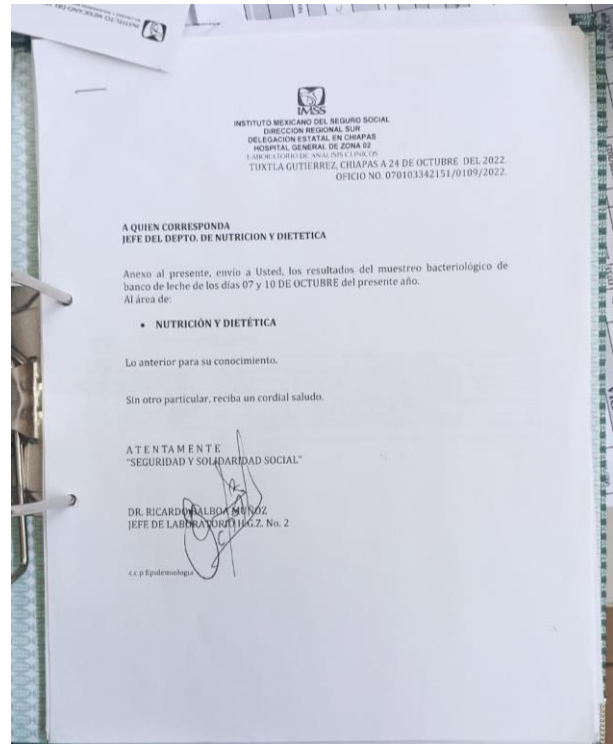 INSTITUTO MEXICANO DEL
IMSS
INSTITUTO MEXICANO DEL SEGURO SOCIAL
DIRECCION REGIONAL SUR
DELEGACION ESTATAL EN CHIAPAS
HOSPITAL GENERAL DE ZONA 02
LABORATORIO DE ANALISIS CLINICOS
TUXTLA GUTIERREZ, CHIAPAS A 24 DE OCTUBRE DEL 2022.
OFICIO NO. 070103342151/0109/2022.
A QUIEN CORRESPONDA
JEFE DEL DEPTO. DE NUTRICION Y DIETETICA
Anexo al presente, envío a Usted, los resultados del muestreo bacteriológico de
banco de leche de los días 07 y 10 DE OCTUBRE del presente año.
Al área de:
• NUTRICIÓN Y DIETÉTICA
Lo anterior para su conocimiento.
Sin otro particular, reciba un cordial saludo.
A T E N T A M E N T E
"SEGURIDAD Y SOLIDARIDAD SOCIAL"
DR. RICARDO BALBOA MUÑOZ
JEFE DE LABORATORIO H.G.Z. No. 2
c.c.p Epidemiologia